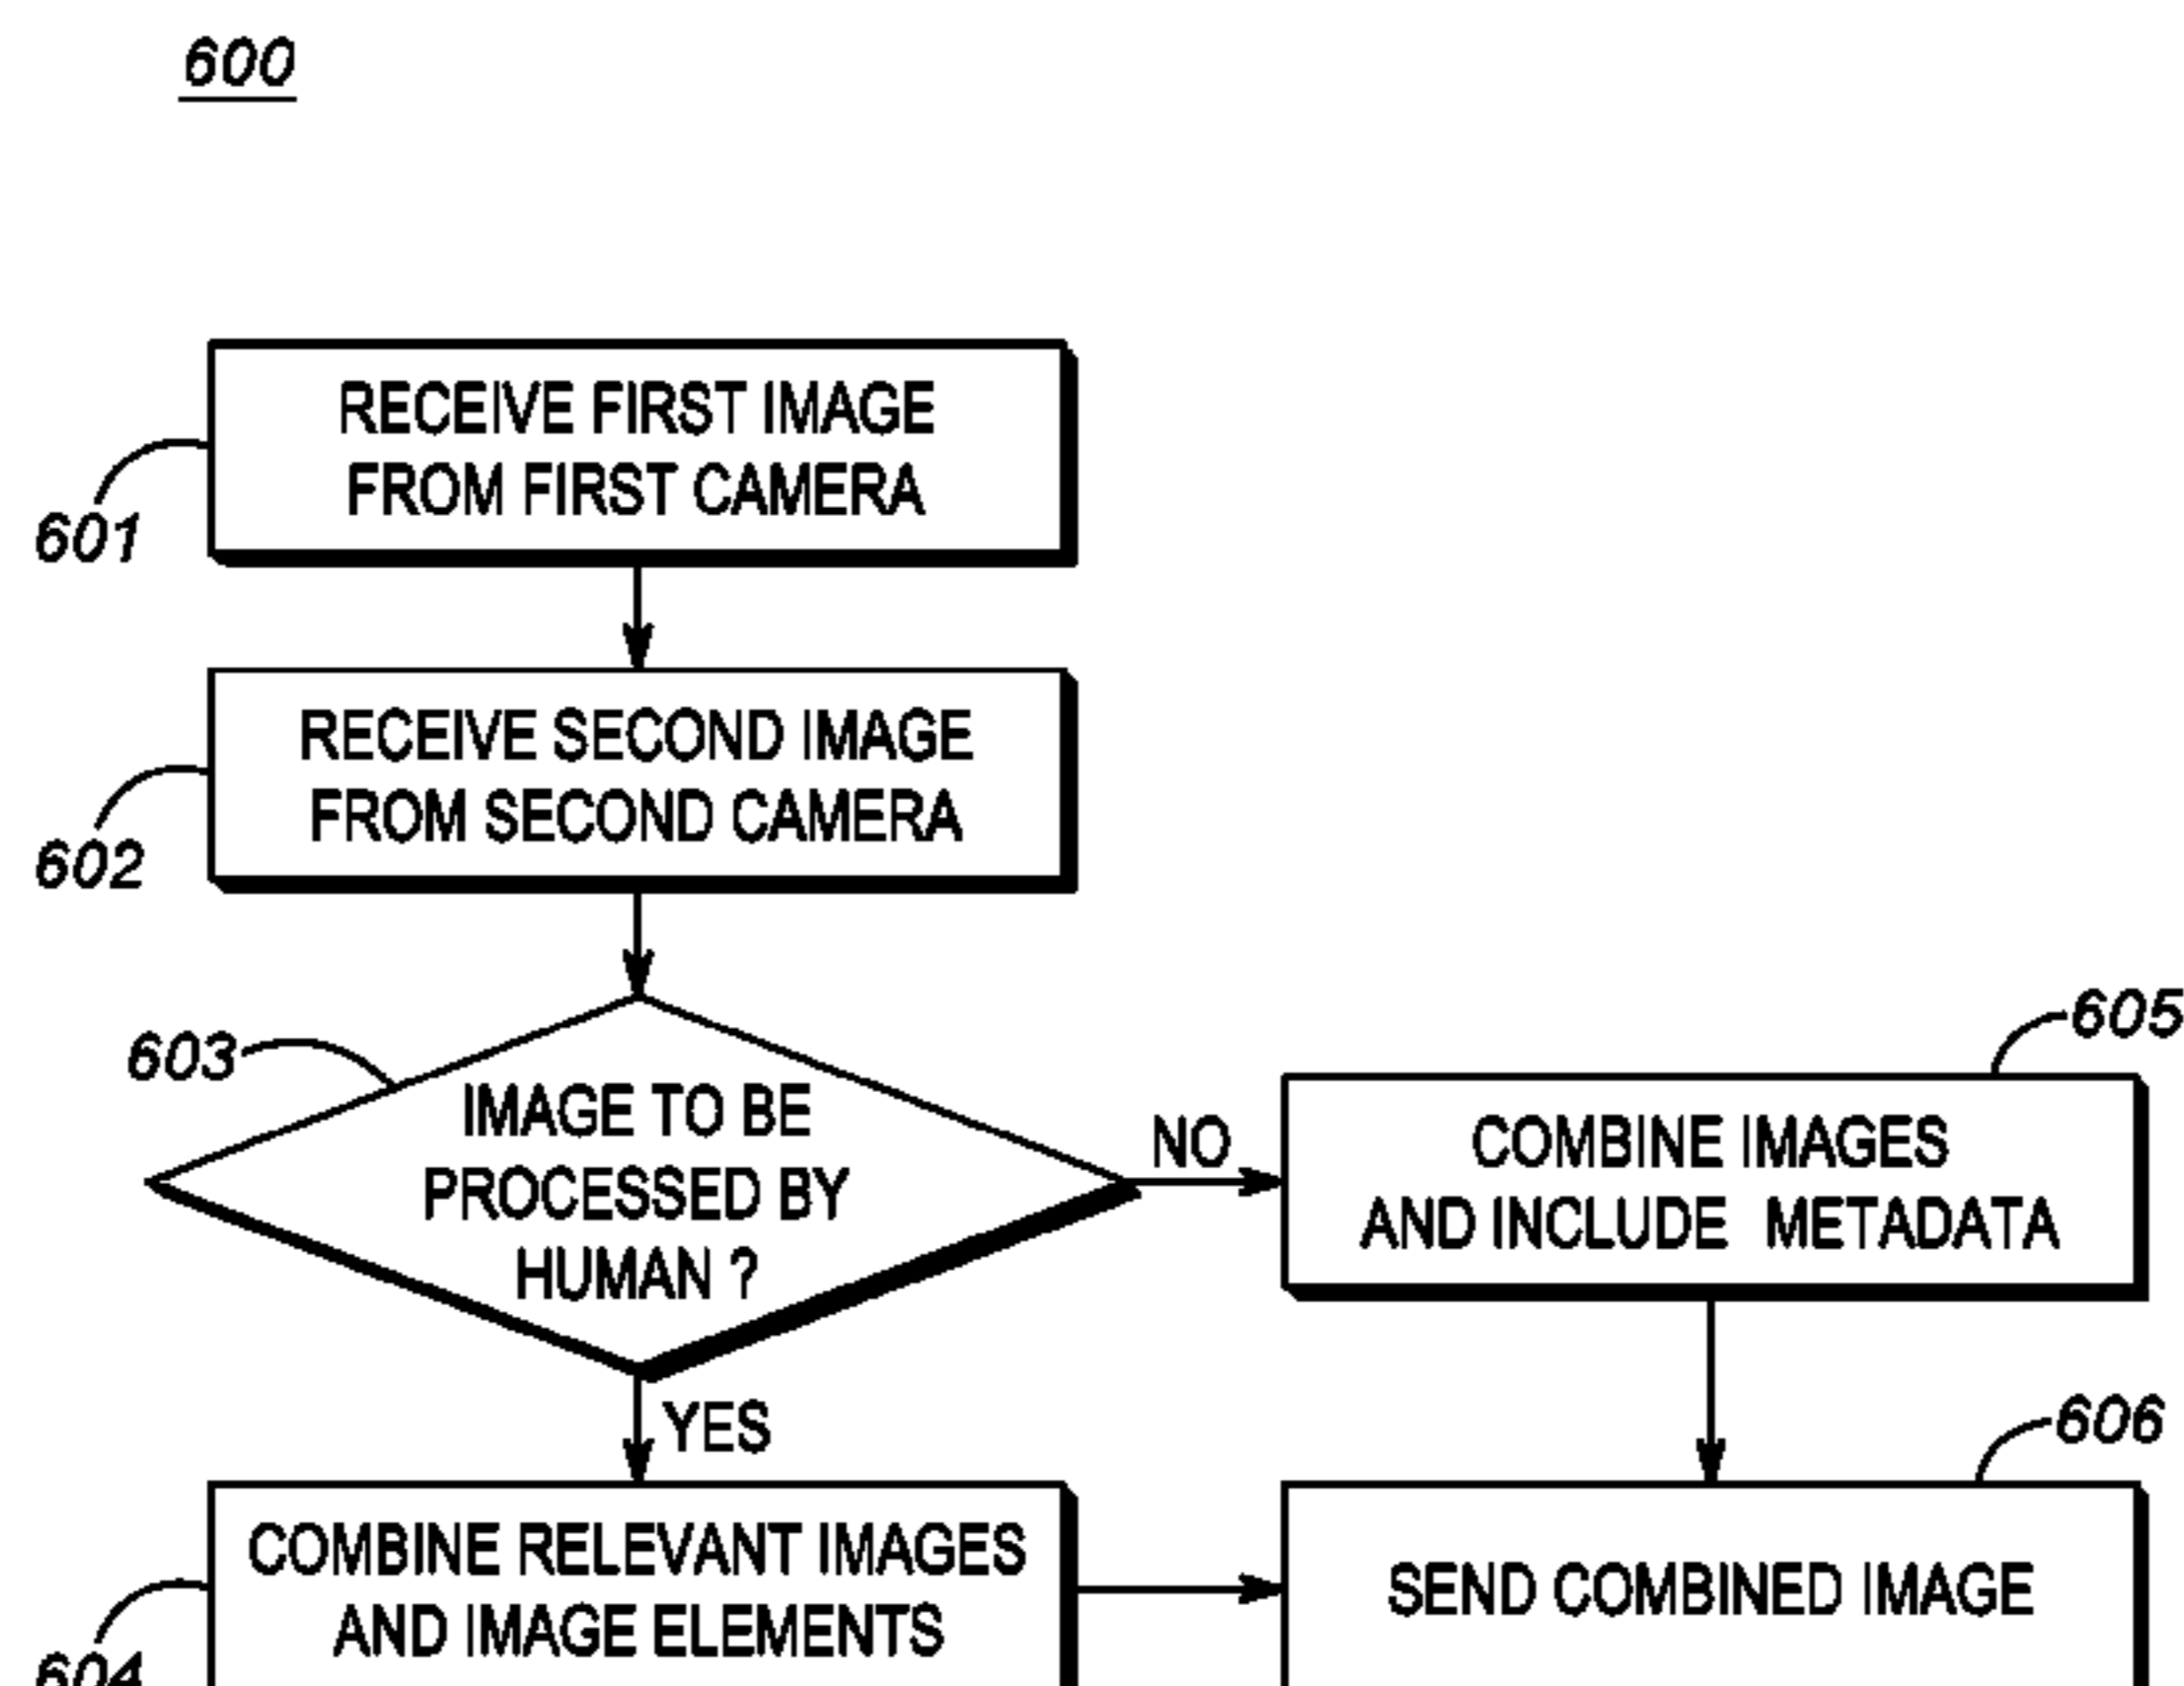 600
RECEIVE FIRST IMAGE
FROM FIRST CAMERA
601
RECEIVE SECOND IMAGE
FROM SECOND CAMERA
602
603
IMAGE TO BE
PROCESSED BY
HUMAN ?
NO
605
COMBINE IMAGES
AND INCLUDE METADATA
YES
606
COMBINE RELEVANT IMAGES
AND IMAGE ELEMENTS
604
SEND COMBINED IMAGE